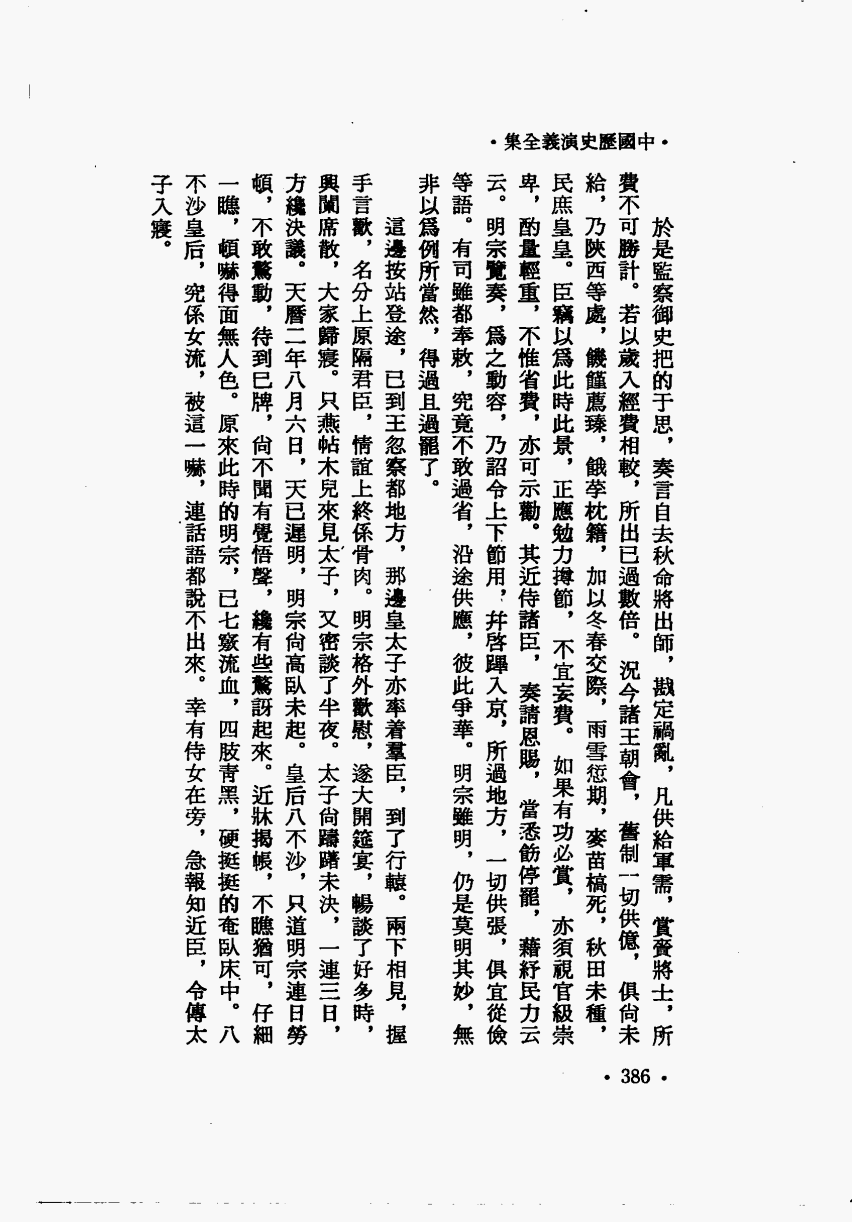 ·中國歷史演義全集·
於是監察御史把的于思，奏言自去秋命將出師，戡定禍亂，凡供給軍需，賞賚將士，所
費不可勝計。若以歲入經費相較，所出已過數倍。況今諸王朝會，舊制一切供億，俱尚未
給，乃陝西等處，饑饉薦臻，餓莩枕籍，加以冬春交際，雨雪愆期，麥苗槁死，秋田未種，
民庶皇皇。臣竊以爲此時此景，正應勉力撙節，不宜妄費。如果有功必賞，亦須視官級崇
卑，酌量輕重，不惟省費，亦可示勸。其近侍諸臣，奏請恩賜，當悉飭停罷，藉紓民力云
云。明宗覽奏，爲之動容，乃詔令上下節用，幷啓蹕入京，所過地方，一切供張，俱宜從儉
等語。有司雖都奉敕，究竟不敢過省，沿途供應，彼此爭華。明宗雖明，仍是莫明其妙，無
非以爲例所當然，得過且過罷了。
這邊按站登途，已到王忽察都地方，那邊皇太子亦率着羣臣，到了行轅。兩下相見，握
手言歡，名分上原隔君臣，情誼上終係骨肉。明宗格外歡慰，遂大開筵宴，暢談了好多時，
興闌席散，大家歸寢。只燕帖木兒來見太子，又密談了半夜。太子尙躊躇未決，一連三日，
方纔決議。天曆二年八月六日，天已遲明，明宗尙高臥未起。皇后八不沙，只道明宗連日勞
頓，不敢驚動，待到巳牌，尙不聞有覺悟聲，纔有些驚訝起來。近牀揭帳，不瞧猶可，仔細
一瞧，頓嚇得面無人色。原來此時的明宗，已七竅流血，四肢靑黑，硬挺挺的奄臥床中。八
不沙皇后，究係女流，被這一嚇，連話語都說不出來。幸有侍女在旁，急報知近臣，令傳太
子入寢。
·386·